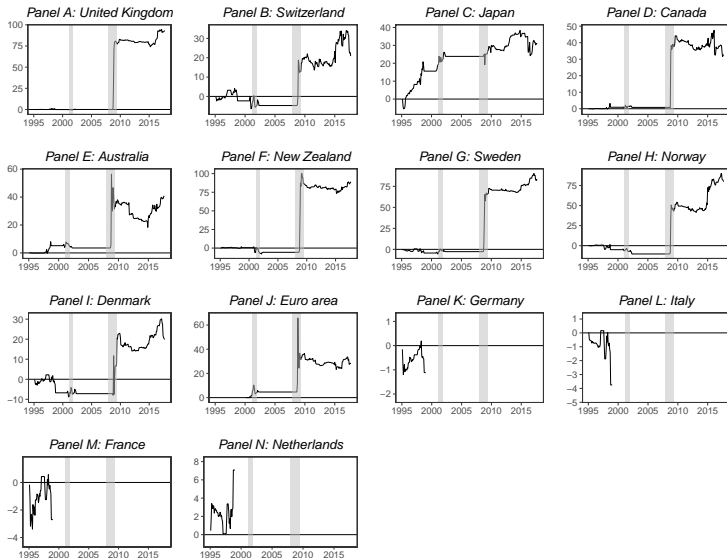 Panel A: United Kingdom
Panel B: Switzerland
Panel C: Japan
Panel D: Canada
100
75
50
25
0
1995 2000 2005 2010 2015
30
20
10
0
1995 2000 2005 2010 2015
40
30
20
10
0
1995 2000 2005 2010 2015
50
40
30
20
10
0
1995 2000 2005 2010 2015
Panel E: Australia
Panel F: New Zealand
Panel G: Sweden
Panel H: Norway
60
40
20
0
1995 2000 2005 2010 2015
100
75
50
25
0
1995 2000 2005 2010 2015
75
50
25
0
1995 2000 2005 2010 2015
75
50
25
0
1995 2000 2005 2010 2015
Panel I: Denmark
Panel J: Euro area
Panel K: Germany
Panel L: Italy
30
20
10
0
−10
1995 2000 2005 2010 2015
60
40
20
0
1995 2000 2005 2010 2015
1
0
−1
−2
1995 2000 2005 2010 2015
1
0
−1
−2
−3
−4
−5
1995 2000 2005 2010 2015
Panel M: France
Panel N: Netherlands
0
−2
−4
1995 2000 2005 2010 2015
8
6
4
2
0
1995 2000 2005 2010 2015